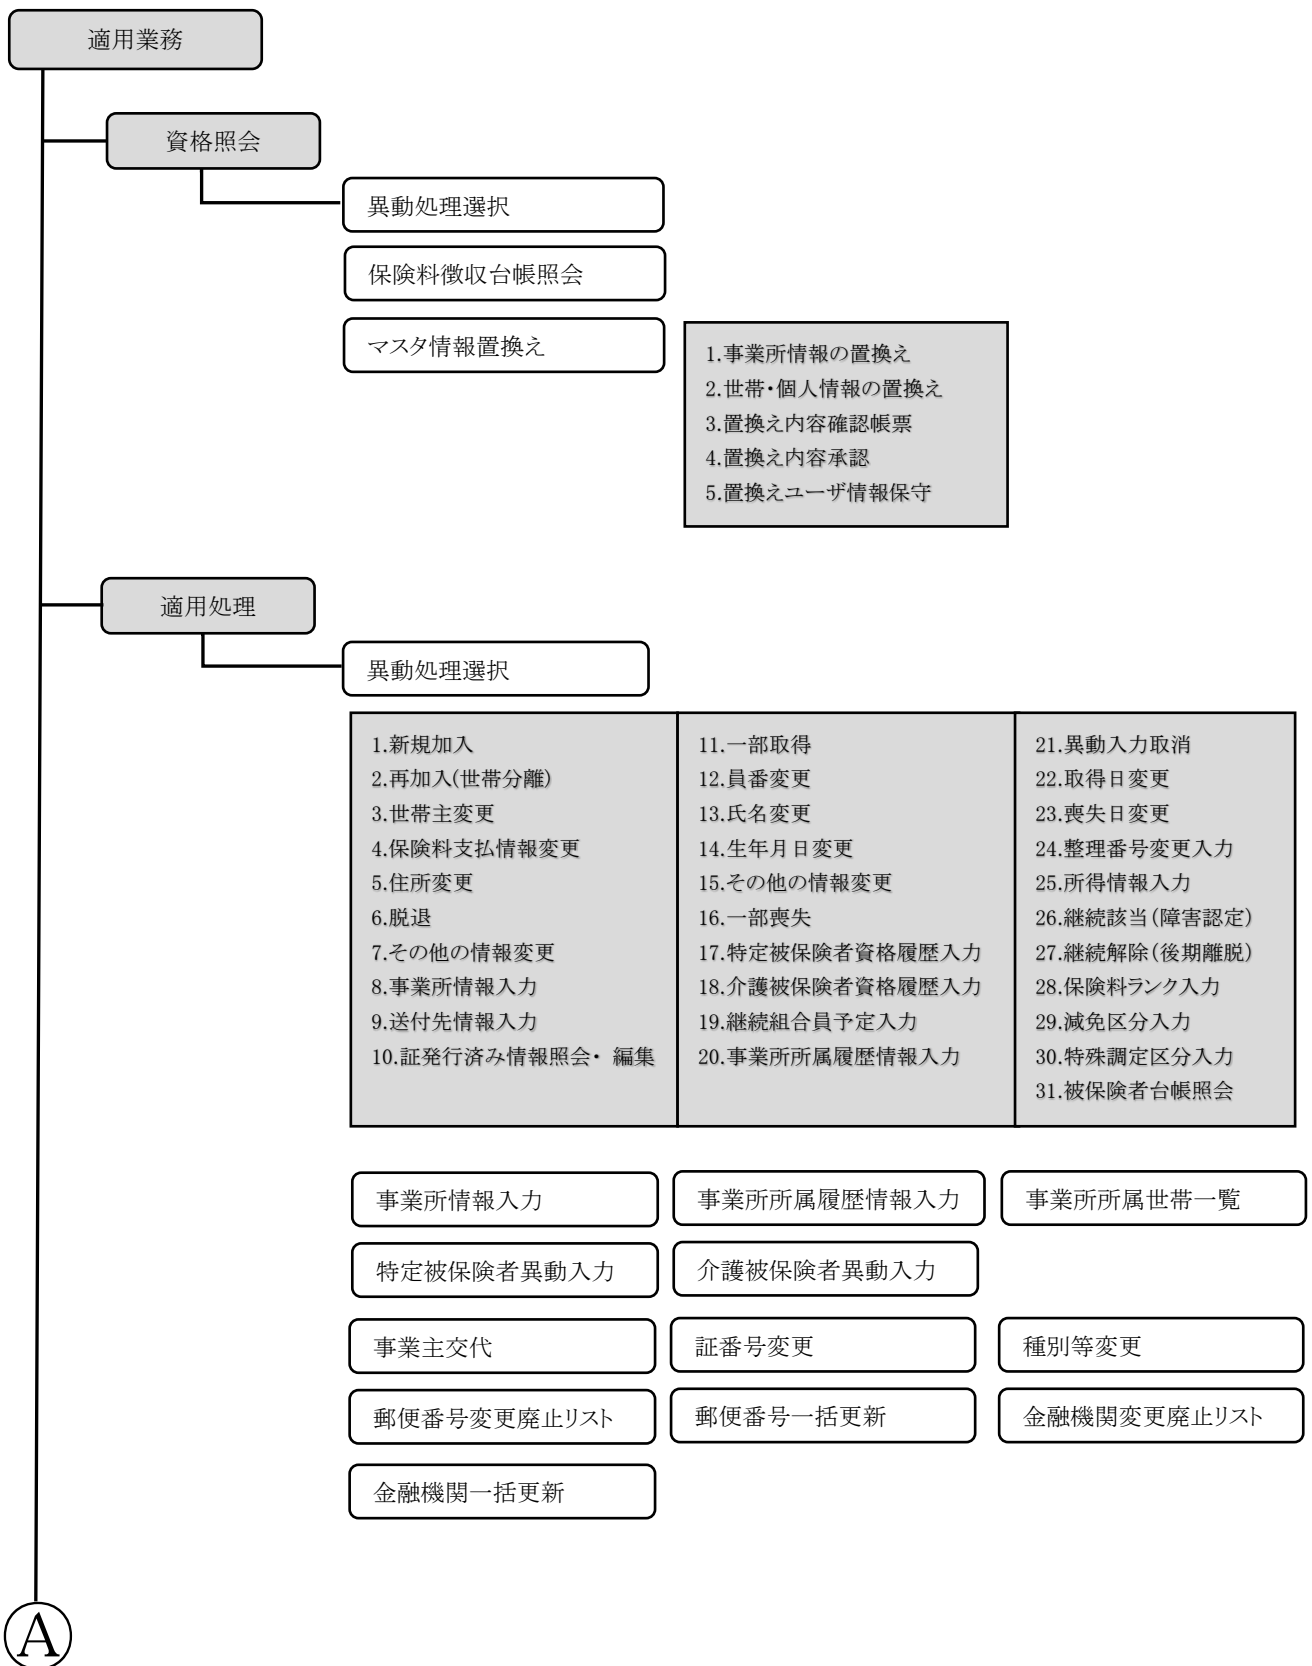 適用業務
資格照会
異動処理選択
保険料徴収台帳照会
マスタ情報置換え
1.事業所情報の置換え
2.世帯・個人情報の置換え
3.置換え内容確認帳票
4.置換え内容承認
5.置換えユーザ情報保守
適用処理
異動処理選択
1.新規加入
2.再加入(世帯分離)
3.世帯主変更
4.保険料支払情報変更
5.住所変更
6.脱退
7.その他の情報変更
8.事業所情報入力
9.送付先情報入力
10.証発行済み情報照会・ 編集
11.一部取得
12.員番変更
13.氏名変更
14.生年月日変更
15.その他の情報変更
16.一部喪失
17.特定被保険者資格履歴入力
18.介護被保険者資格履歴入力
19.継続組合員予定入力
20.事業所所属履歴情報入力
21.異動入力取消
22.取得日変更
23.喪失日変更
24.整理番号変更入力
25.所得情報入力
26.継続該当(障害認定)
27.継続解除(後期離脱)
28.保険料ランク入力
29.減免区分入力
30.特殊調定区分入力
31.被保険者台帳照会
事業所情報入力
事業所所属履歴情報入力
事業所所属世帯一覧
特定被保険者異動入力
介護被保険者異動入力
事業主交代
証番号変更
種別等変更
郵便番号変更廃止リスト
郵便番号一括更新
金融機関変更廃止リスト
金融機関一括更新
A